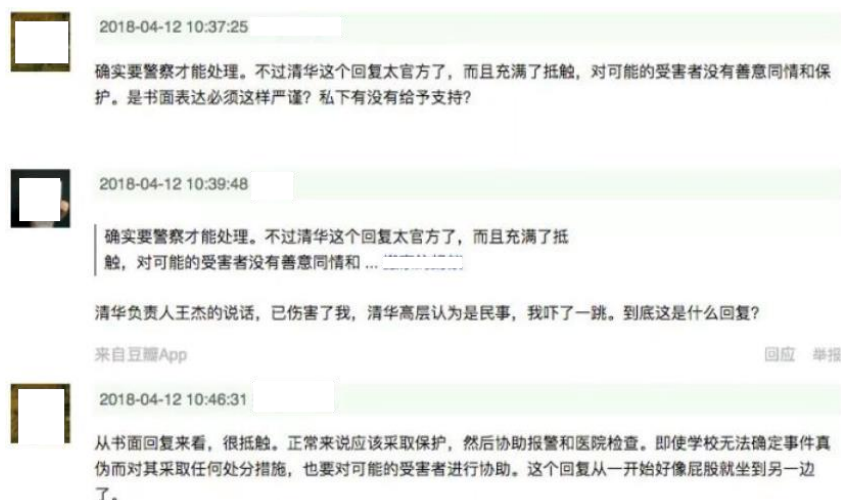 2018-04-12 10:37:25
确实要警察才能处理。不过清华这个回复太官方了，而且充满了抵触，对可能的受害者没有善意同情和保
护。是书面表达必须这样严谨？私下有没有给予支持？
2018-04-12 10:39:48
确实要警察才能处理。不过清华这个回复太官方了，而且充满了抵
触，对可能的受害者没有善意同情和 ...
清华负责人王杰的说话，已伤害了我，清华高层认为是民事，我吓了一跳。到底这是什么回复？
来自豆瓣App
回应 举报
2018-04-12 10:46:31
从书面回复来看，很抵触。正常来说应该采取保护，然后协助报警和医院检查。即使学校无法确定事件真
伪而对其采取任何处分措施，也要对可能的受害者进行协助。这个回复从一开始好像屁股就坐到另一边
了。